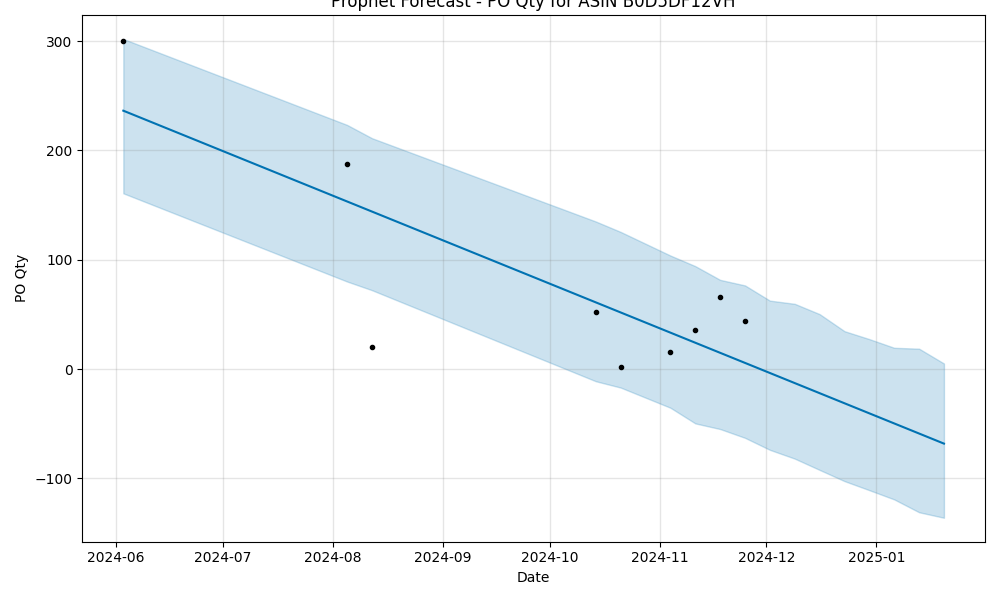 Prophet Forecast - PO Qty for ASIN B0D5DF12VH
300
200
100
0
−100
PO Qty
2024-06 2024-07 2024-08 2024-09 2024-10 2024-11 2024-12 2025-01
Date